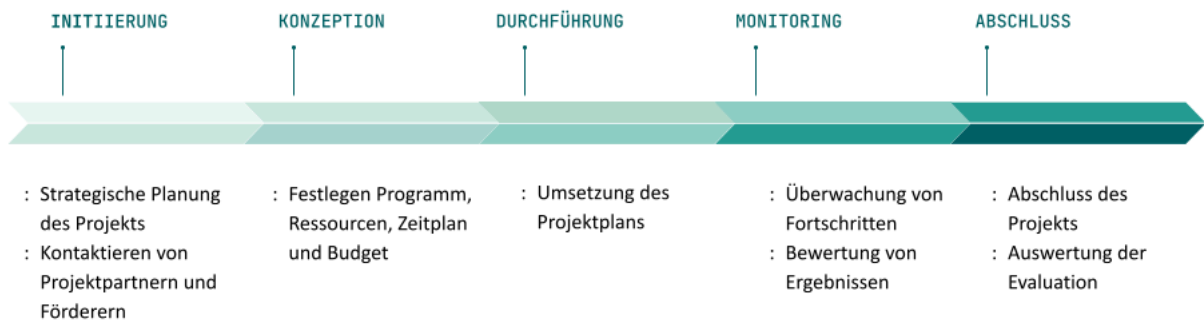 INITIIERUNG
KONZEPTION
DURCHFÜHRUNG
MONITORING
ABSCHLUSS
: Strategische Planung
des Projekts
: Kontaktieren von
Projektpartnern und
Förderern
: Festlegen Programm,
Ressourcen, Zeitplan
und Budget
: Umsetzung des
Projektplans
: Überwachung von
Fortschritten
: Bewertung von
Ergebnissen
: Abschluss des
Projekts
: Auswertung der
Evaluation